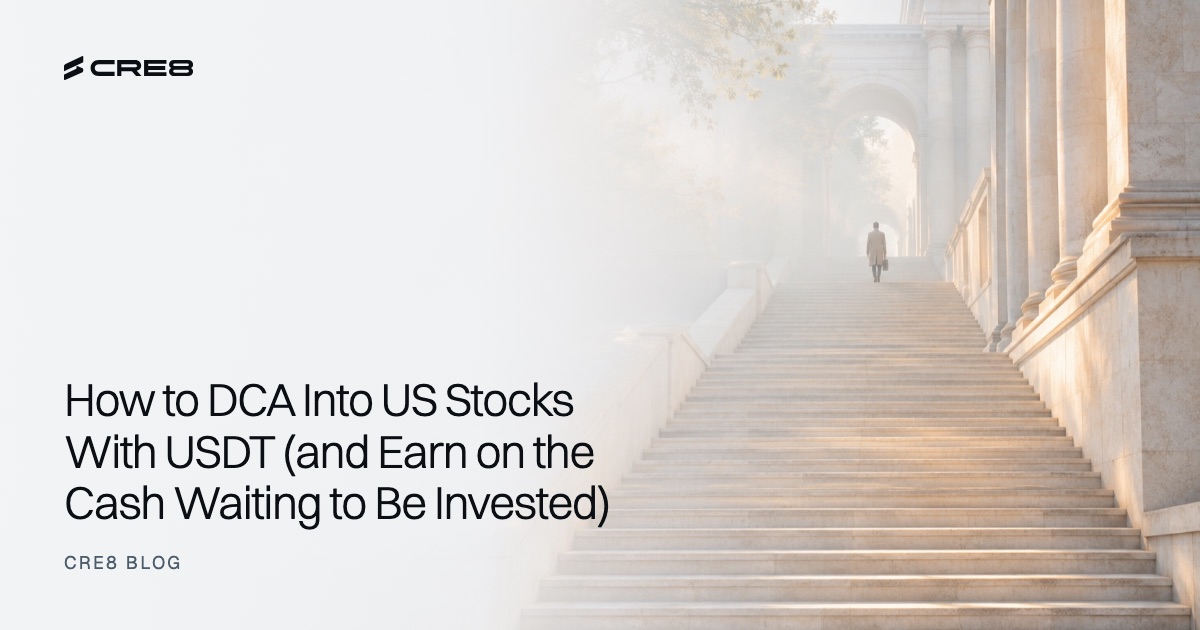 CRE8
How to DCA Into US Stocks
With USDT (and Earn on the
Cash Waiting to Be Invested)
CRE8 BLOG